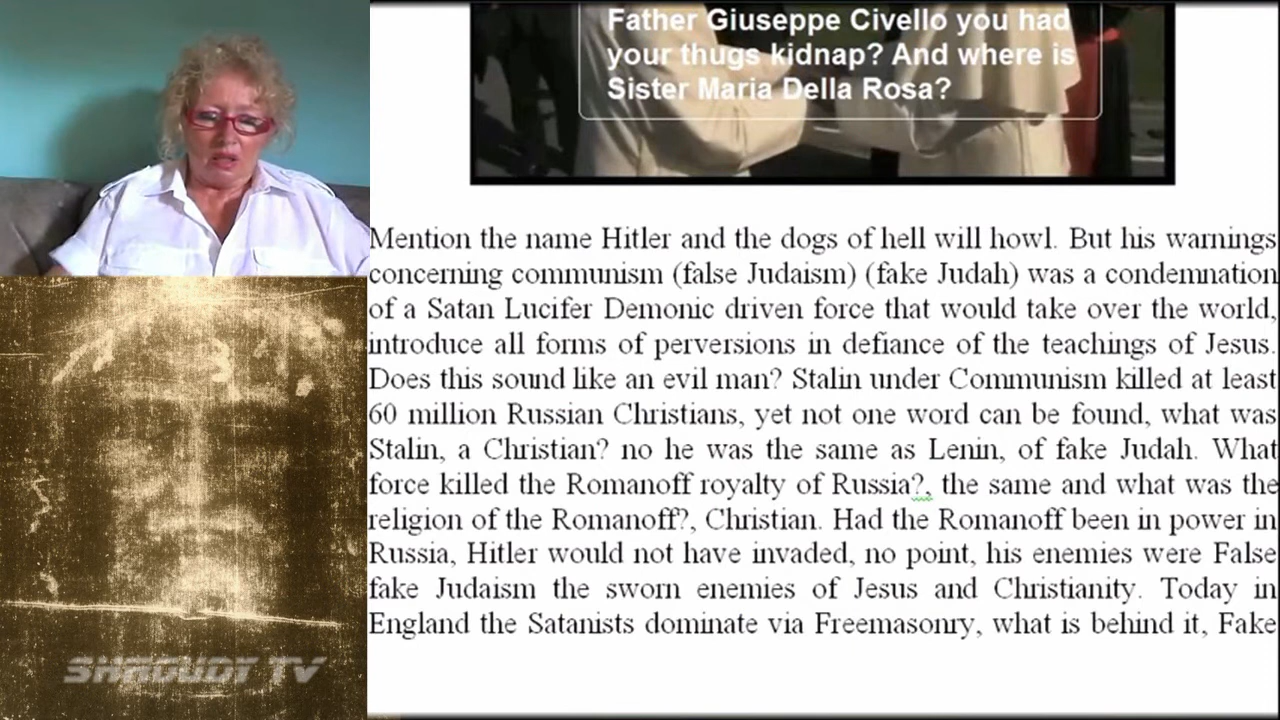 Father Giuseppe Civello you had
your thugs kidnap? And where is
Sister Maria Della Rosa?
Mention the name Hitler and the dogs of hell will howl. But his warnings
concerning communism (false Judaism) (fake Judah) was a condemnation
of a Satan Lucifer Demonic driven force that would take over the world,
introduce all forms of perversions in defiance of the teachings of Jesus.
Does this sound like an evil man? Stalin under Communism killed at least
60 million Russian Christians, yet not one word can be found, what was
Stalin, a Christian? no he was the same as Lenin, of fake Judah. What
force killed the Romanoff royalty of Russia?, the same and what was the
religion of the Romanoff?, Christian. Had the Romanoff been in power in
Russia, Hitler would not have invaded, no point, his enemies were False
fake Judaism the sworn enemies of Jesus and Christianity. Today in
England the Satanists dominate via Freemasonry, what is behind it, Fake
SHROUDT TV